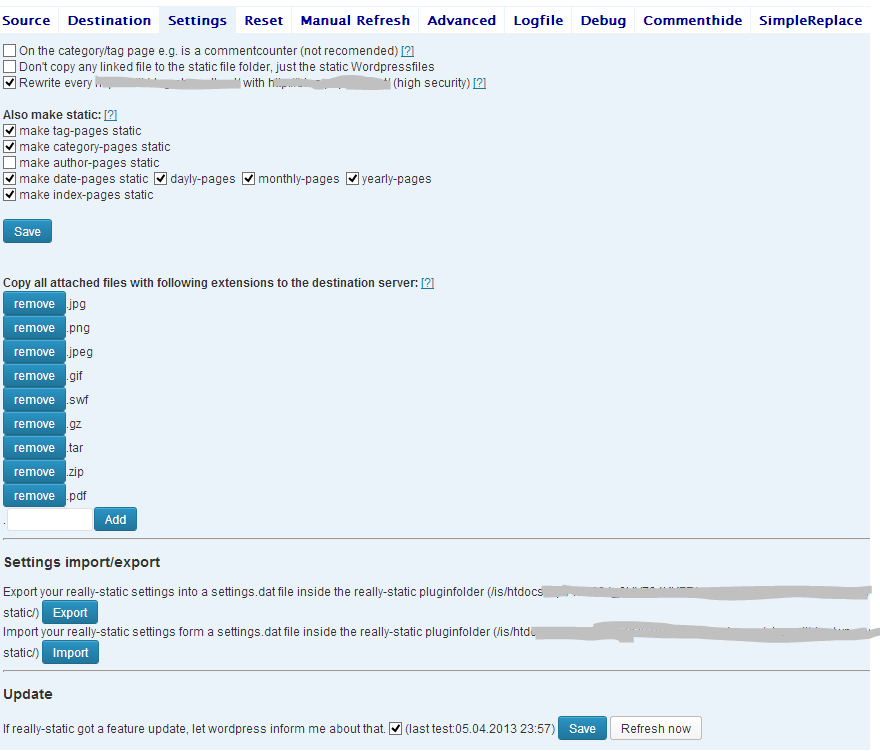 Source Destination Settings Reset Manual Refresh Advanced Logfile Debug Commenthide SimpleReplace
On the category/tag page e.g. is a commentcounter (not recomended) [?]
Don't copy any linked file to the static file folder, just the static Wordpressfiles
Rewrite every with (high security) [?]
Also make static: [?]
make tag-pages static
make category-pages static
make author-pages static
make date-pages static dayly-pages monthly-pages yearly-pages
make index-pages static
Save
Copy all attached files with following extensions to the destination server: [?]
remove .jpg
remove .png
remove .jpeg
remove .gif
remove .swf
remove .gz
remove .tar
remove .zip
remove .pdf
. Add
Settings import/export
Export your really-static settings into a settings.dat file inside the really-static pluginfolder (/is/htdocs
static/) Export
Import your really-static settings form a settings.dat file inside the really-static pluginfolder (/is/htdo
static/) Import
Update
If really-static got a feature update, let wordpress inform me about that. (last test:05.04.2013 23:57) Save Refresh now